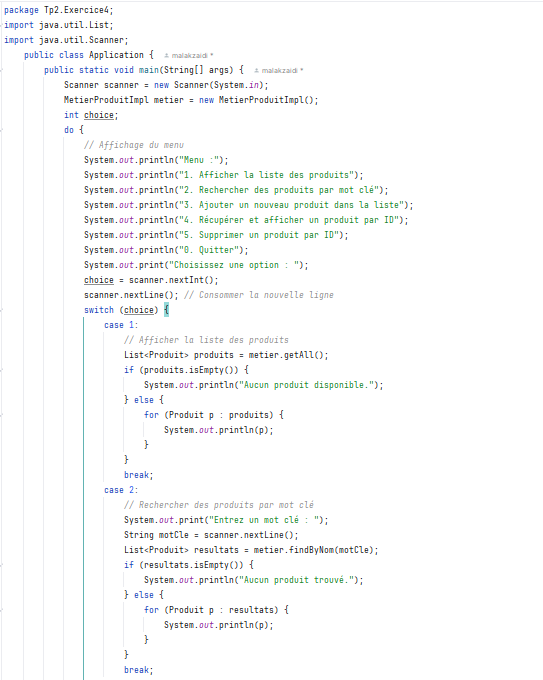 package Tp2.Exercice4;
import java.util.List;
import java.util.Scanner;
public class Application { malakzaidi *
public static void main(String[] args) { malakzaidi *
Scanner scanner = new Scanner(System.in);
MetierProduitImpl metier = new MetierProduitImpl();
int choice;
do {
// Affichage du menu
System.out.println("Menu :");
System.out.println("1. Afficher la liste des produits");
System.out.println("2. Rechercher des produits par mot clé");
System.out.println("3. Ajouter un nouveau produit dans la liste");
System.out.println("4. Récupérer et afficher un produit par ID");
System.out.println("5. Supprimer un produit par ID");
System.out.println("0. Quitter");
System.out.print("Choisissez une option : ");
choice = scanner.nextInt();
scanner.nextLine(); // Consommer la nouvelle ligne
switch (choice) {
case 1:
// Afficher la liste des produits
List<Produit> produits = metier.getAll();
if (produits.isEmpty()) {
System.out.println("Aucun produit disponible.");
} else {
for (Produit p : produits) {
System.out.println(p);
}
}
break;
case 2:
// Rechercher des produits par mot clé
System.out.print("Entrez un mot clé : ");
String motCle = scanner.nextLine();
List<Produit> resultats = metier.findByNom(motCle);
if (resultats.isEmpty()) {
System.out.println("Aucun produit trouvé.");
} else {
for (Produit p : resultats) {
System.out.println(p);
}
}
break;